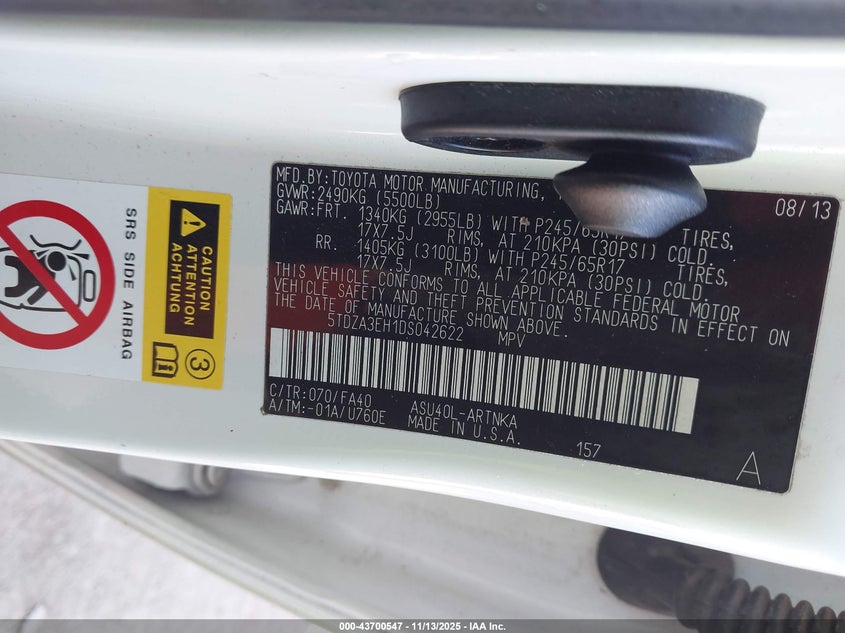 MFD.BY:TOYOTA MOTOR MANUFACTURING,
08/13
GVWR:2490KG (5500LB)
GAWR:FRT. 1340KG (2955LB) WITH P245/65R17 TIRES,
17X7.5J RIMS, AT 210KPA (30PSI) COLD.
RR. 1405KG (3100LB) WITH P245/65R17 TIRES,
17X7.5J RIMS, AT 210KPA (30PSI) COLD.
THIS VEHICLE CONFORMS TO ALL APPLICABLE FEDERAL MOTOR
VEHICLE SAFETY AND THEFT PREVENTION STANDARDS IN EFFECT ON
THE DATE OF MANUFACTURE SHOWN ABOVE.
5TDZA3EH1DS042622 MPV
C/TR:070/FA40 ASU40L-ARTNKA
A/TM:-01A/U760E MADE IN U.S.A.
157
A
SRS SIDE AIRBAG
CAUTION
ATTENTION
ACHTUNG
3
000-43700547 - 11/13/2025 - IAA Inc.